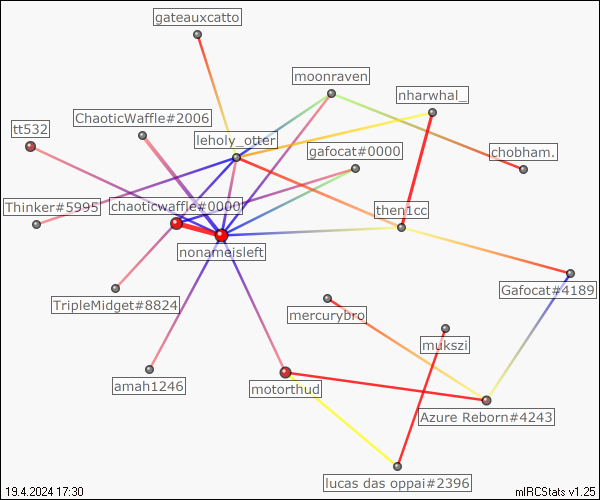 gateauxcatto
moonraven
nharwhal_
ChaoticWaffle#2006
tt532
leholy_otter
gafocat#0000
chobham.
Thinker#5995
chaoticwaffle#0000
then1cc
nonameisleft
Gafocat#4189
TripleMidget#8824
mercurybro
mukszi
amah1246
motorthud
Azure Reborn#4243
lucas das oppai#2396
19.4.2024 17:30
mIRCStats v1.25